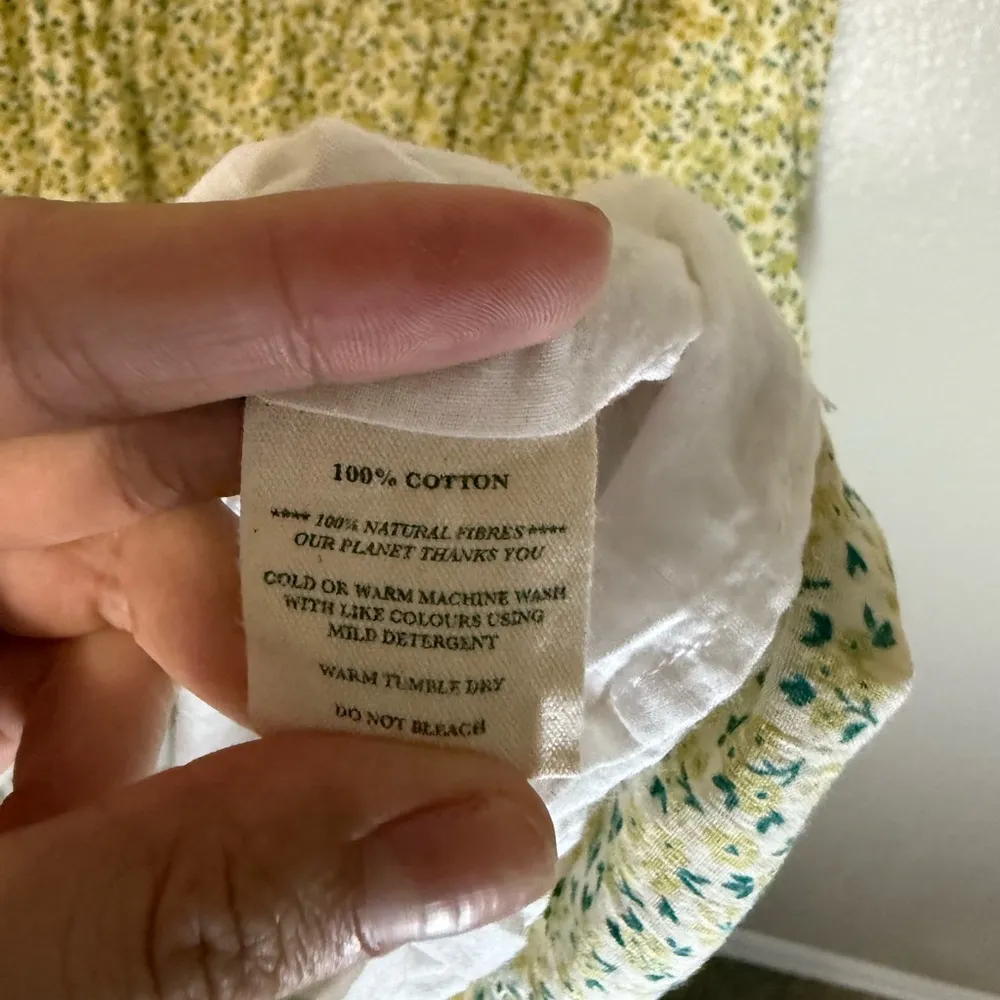 100% COTTON
**** 100% NATURAL FIBRES ****
OUR PLANET THANKS YOU
COLD OR WARM MACHINE WASH
WITH LIKE COLOURS USING
MILD DETERGENT
WARM TUMBLE DRY
DO NOT BLEACH